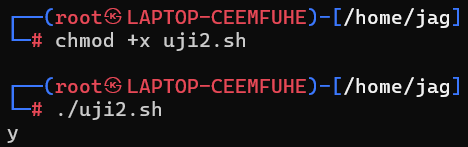 ┌──(root㉿LAPTOP-CEEMFUHE)-[/home/jag]
└─# chmod +x uji2.sh
┌──(root㉿LAPTOP-CEEMFUHE)-[/home/jag]
└─# ./uji2.sh
y